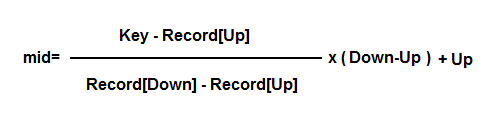 Key - Record[Up]
mid= x ( Down-Up ) + Up
Record[Down] - Record[Up]